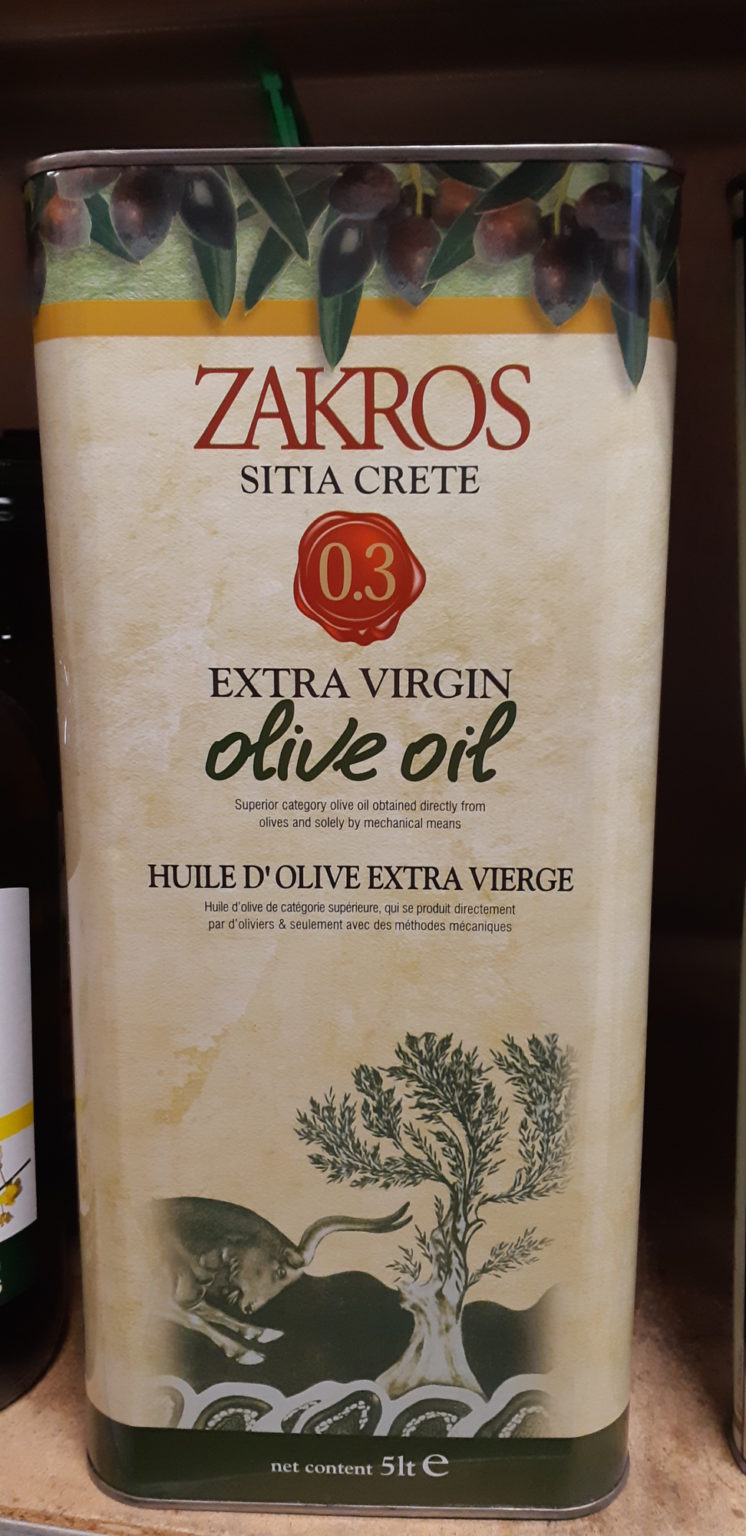 ZAKROS
SITIA CRETE
0.3
EXTRA VIRGIN
olive oil
Superior category olive oil obtained directly from
olives and solely by mechanical means
HUILE D' OLIVE EXTRA VIERGE
Huile d'olive de catégorie supérieure, qui se produit directement
par d'oliviers & seulement avec des méthodes mécaniques
net content 5lt e